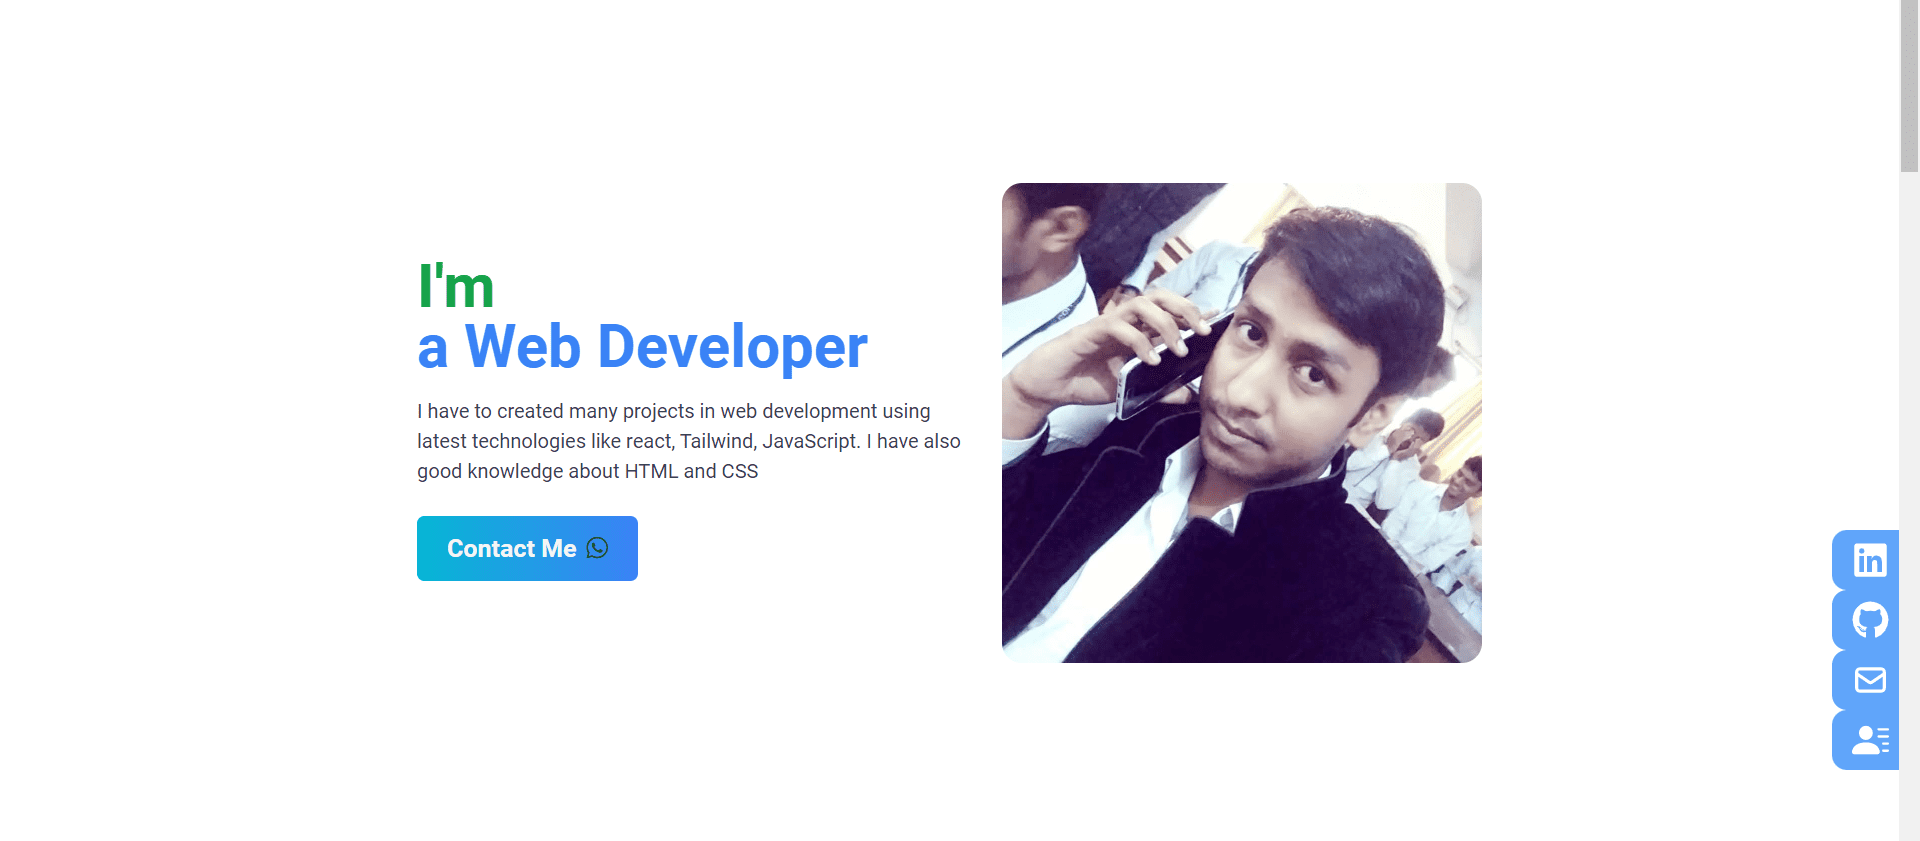 I'm
a Web Developer
I have to created many projects in web development using
latest technologies like react, Tailwind, JavaScript. I have also
good knowledge about HTML and CSS
Contact Me
in